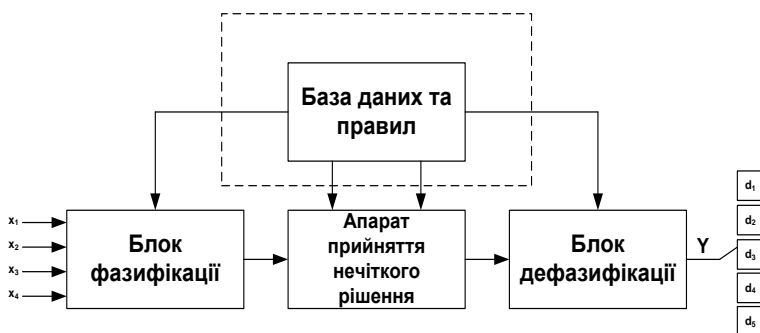 База даних та
правил
x₁
x₂
x₃
x₄
Блок
фазифікації
Апарат
прийняття
нечіткого
рішення
Блок
дефазифікації
Y
d₁
d₂
d₃
d₄
d₅